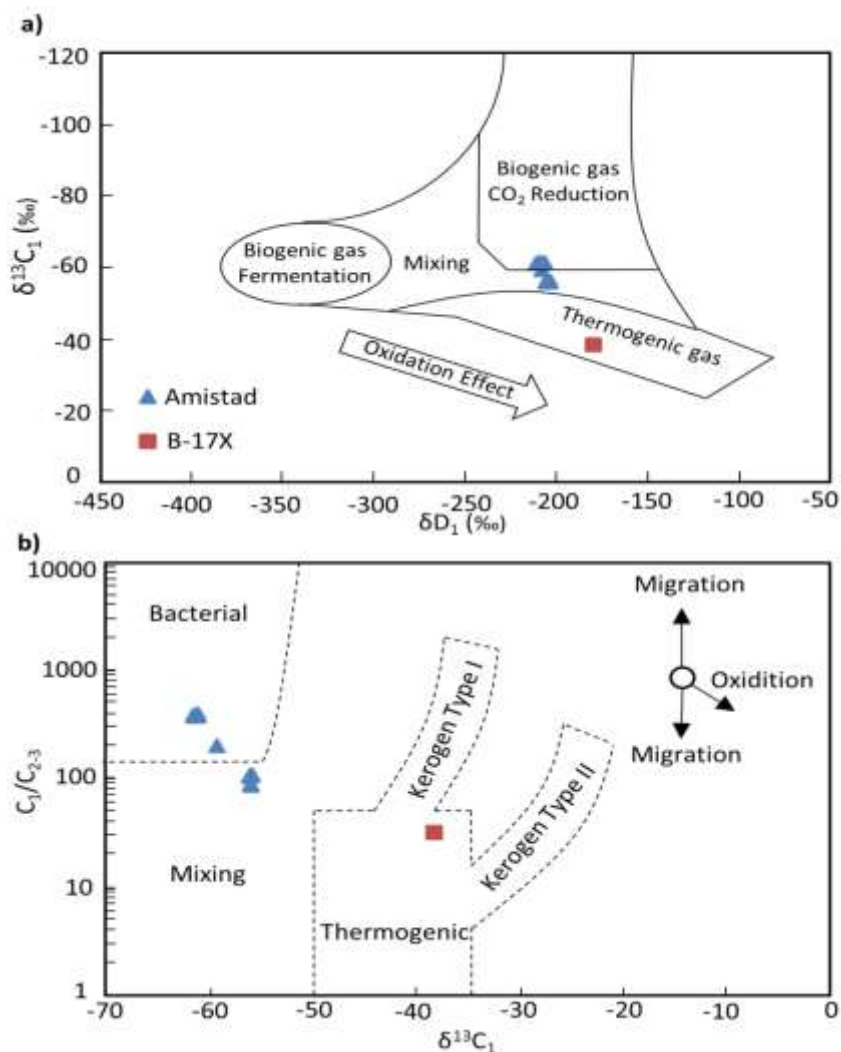 a)
-120
-100
-80
-60
-40
-20
0
δ¹³C₁ (‰)
Biogenic gas
CO₂ Reduction
Biogenic gas
Fermentation
Mixing
Thermogenic gas
Oxidation Effect
Amistad
B-17X
-450 -400 -350 -300 -250 -200 -150 -100 -50
δD₁ (‰)
b)
10000
1000
100
10
1
C₁/C₂₋₃
Bacterial
Migration
Oxidition
Migration
Kerogen Type I
Kerogen Type II
Mixing
Thermogenic
-70 -60 -50 -40 -30 -20 -10 0
δ¹³C₁